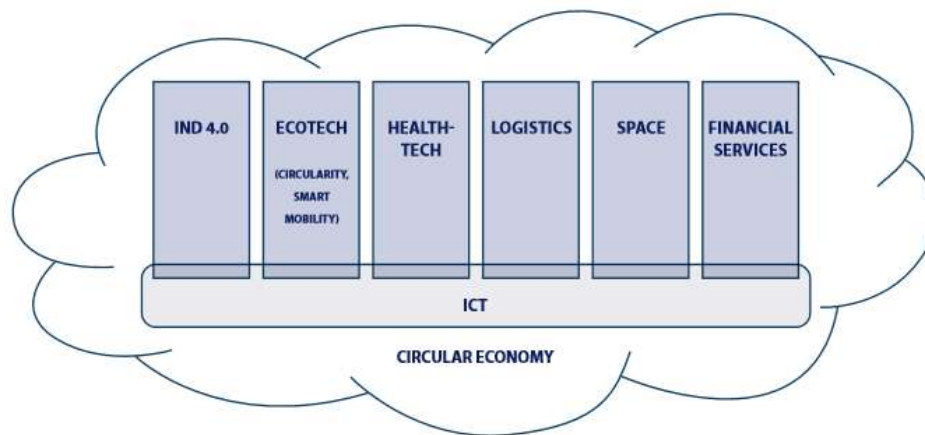 IND 4.0
ECOTECH
(CIRCULARITY,
SMART
MOBILITY)
HEALTH-
TECH
LOGISTICS
SPACE
FINANCIAL
SERVICES
ICT
CIRCULAR ECONOMY